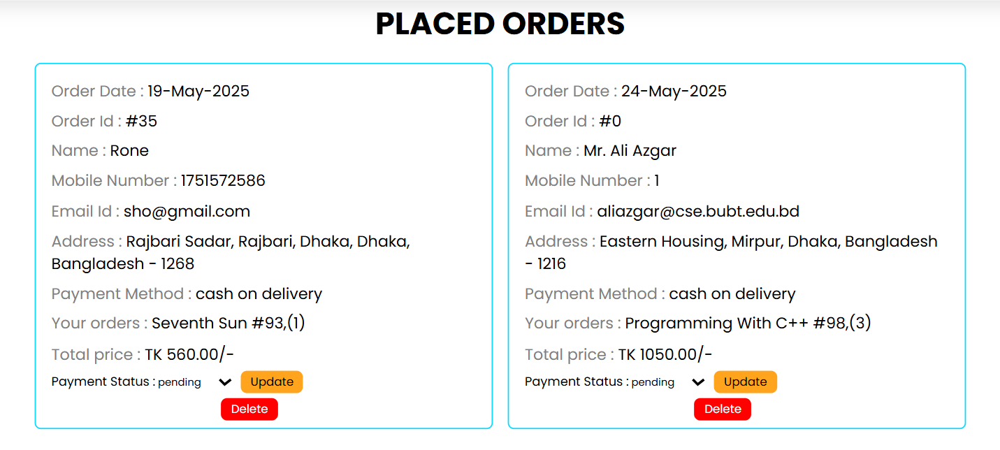 PLACED ORDERS
Order Date : 19-May-2025
Order Id : #35
Name : Rone
Mobile Number : 1751572586
Email Id : sho@gmail.com
Address : Rajbari Sadar, Rajbari, Dhaka, Dhaka,
Bangladesh - 1268
Payment Method : cash on delivery
Your orders : Seventh Sun #93,(1)
Total price : TK 560.00/-
Payment Status : pending Update
Delete
Order Date : 24-May-2025
Order Id : #0
Name : Mr. Ali Azgar
Mobile Number : 1
Email Id : aliazgar@cse.bubt.edu.bd
Address : Eastern Housing, Mirpur, Dhaka, Bangladesh
- 1216
Payment Method : cash on delivery
Your orders : Programming With C++ #98,(3)
Total price : TK 1050.00/-
Payment Status : pending Update
Delete